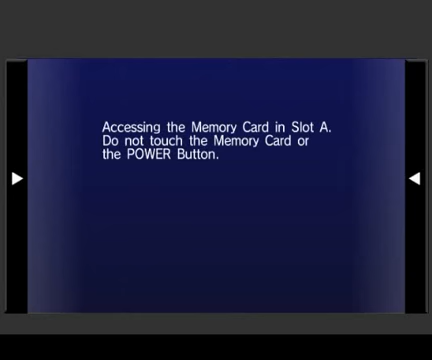 Accessing the Memory Card in Slot A.
Do not touch the Memory Card or
the POWER Button.